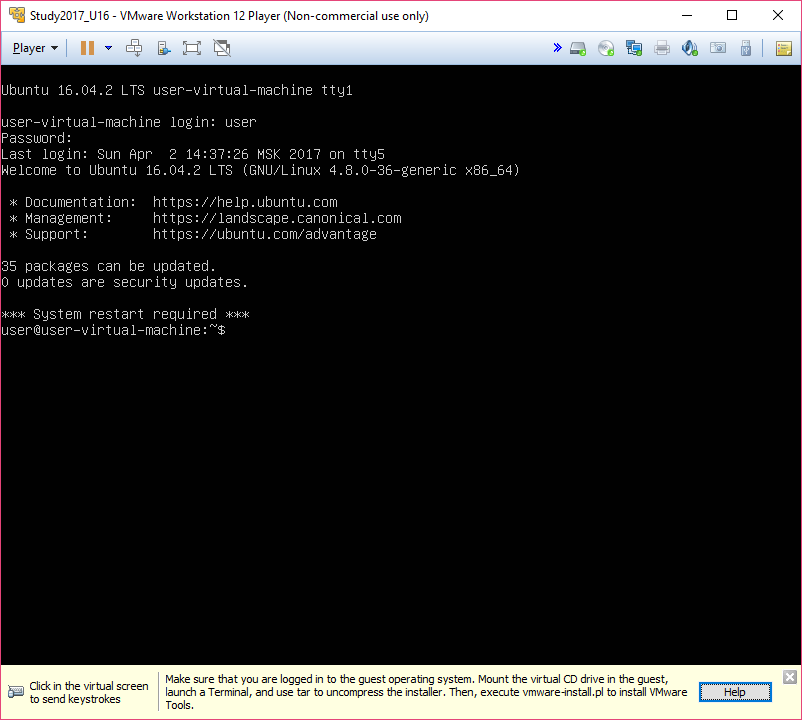 Study2017_U16 - VMware Workstation 12 Player (Non-commercial use only)
Player
Ubuntu 16.04.2 LTS user-virtual-machine tty1
user-virtual-machine login: user
Password:
Last login: Sun Apr  2 14:37:26 MSK 2017 on tty5
Welcome to Ubuntu 16.04.2 LTS (GNU/Linux 4.8.0-36-generic x86_64)
 * Documentation:  https://help.ubuntu.com
 * Management:     https://landscape.canonical.com
 * Support:        https://ubuntu.com/advantage
35 packages can be updated.
0 updates are security updates.
*** System restart required ***
user@user-virtual-machine:~$
Click in the virtual screen
to send keystrokes
Make sure that you are logged in to the guest operating system. Mount the virtual CD drive in the guest,
launch a Terminal, and use tar to uncompress the installer. Then, execute vmware-install.pl to install VMware
Tools.
Help